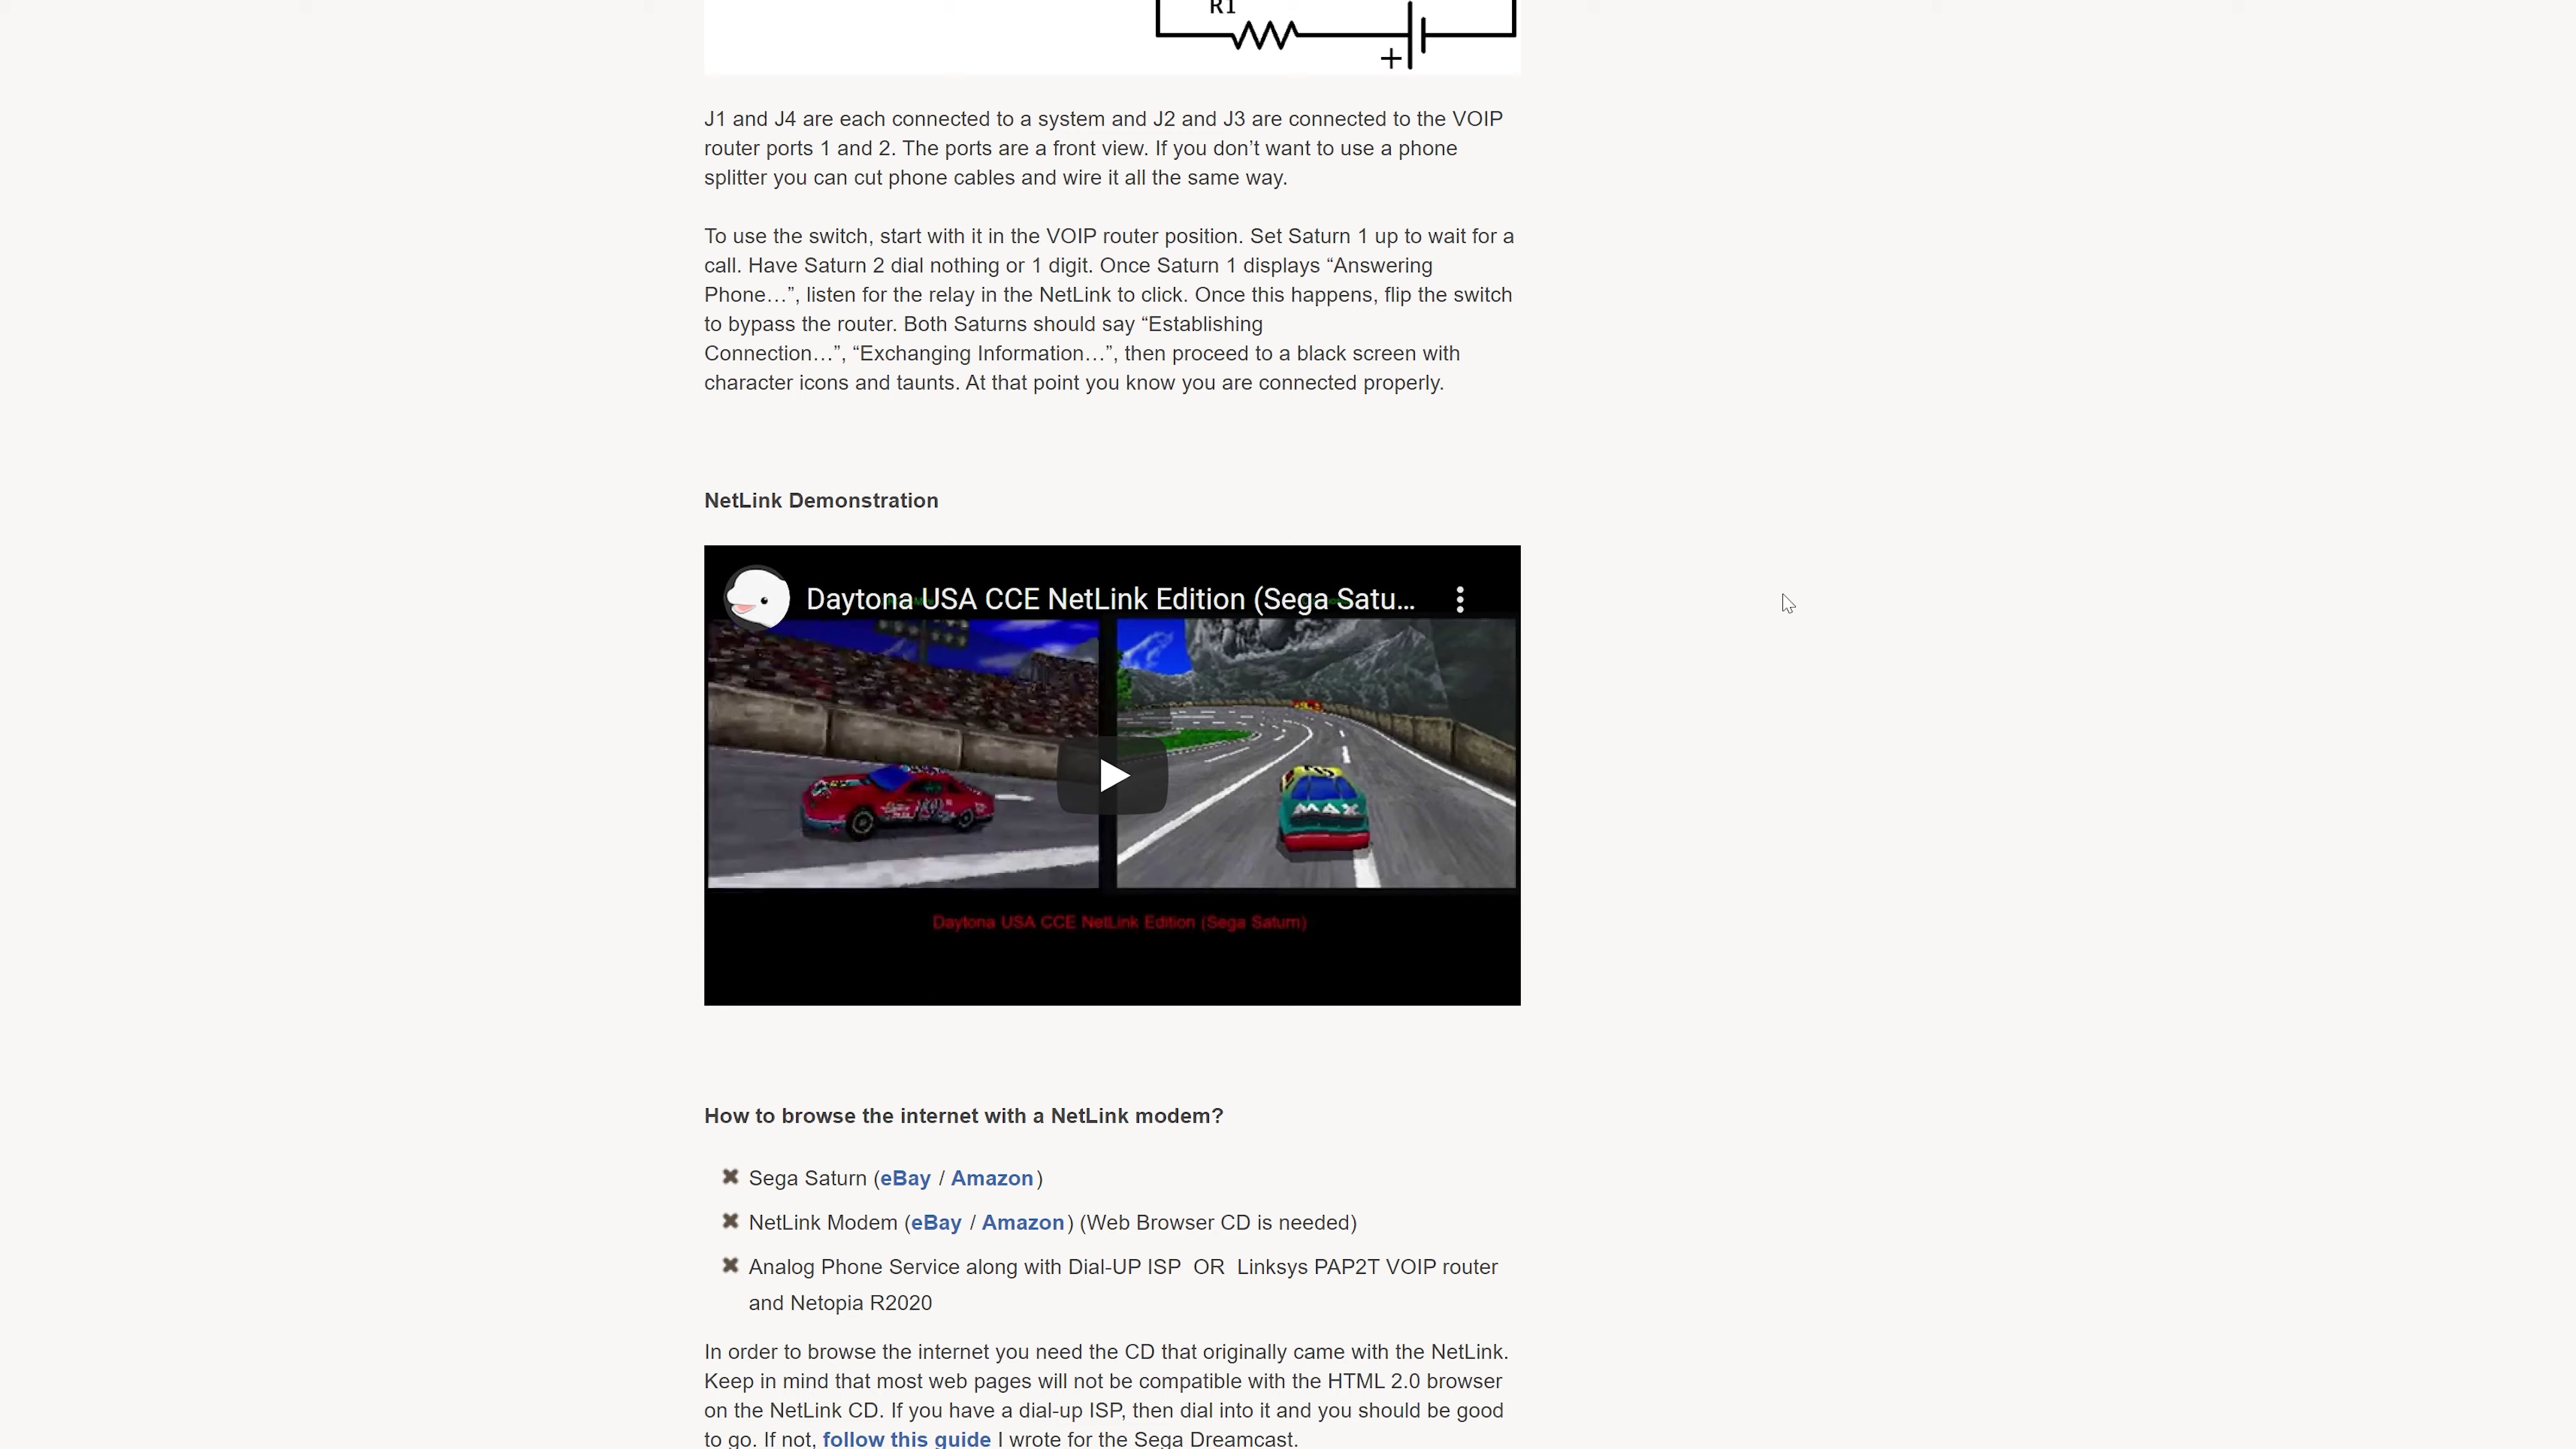 R1
+
J1 and J4 are each connected to a system and J2 and J3 are connected to the VOIP
router ports 1 and 2. The ports are a front view. If you don’t want to use a phone
splitter you can cut phone cables and wire it all the same way.
To use the switch, start with it in the VOIP router position. Set Saturn 1 up to wait for a
call. Have Saturn 2 dial nothing or 1 digit. Once Saturn 1 displays “Answering
Phone…”, listen for the relay in the NetLink to click. Once this happens, flip the switch
to bypass the router. Both Saturns should say “Establishing
Connection…”, “Exchanging Information…”, then proceed to a black screen with
character icons and taunts. At that point you know you are connected properly.
NetLink Demonstration
Daytona USA CCE NetLink Edition (Sega Satu…
MAX
Daytona USA CCE NetLink Edition (Sega Saturn)
How to browse the internet with a NetLink modem?
Sega Saturn (eBay / Amazon)
NetLink Modem (eBay / Amazon) (Web Browser CD is needed)
Analog Phone Service along with Dial-UP ISP OR Linksys PAP2T VOIP router
and Netopia R2020
In order to browse the internet you need the CD that originally came with the NetLink.
Keep in mind that most web pages will not be compatible with the HTML 2.0 browser
on the NetLink CD. If you have a dial-up ISP, then dial into it and you should be good
to go. If not, follow this guide I wrote for the Sega Dreamcast.